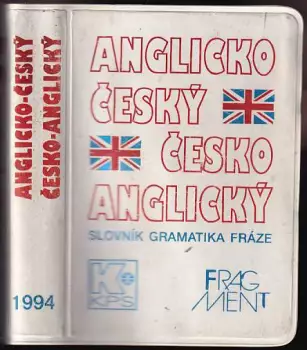 ANGLICKO-ČESKÝ
ČESKO-ANGLICKÝ
1994
ANGLICKO
ČESKÝ
ČESKO
ANGLICKÝ
SLOVNÍK GRAMATIKA FRÁZE
K
KPS
FRAG
MENT